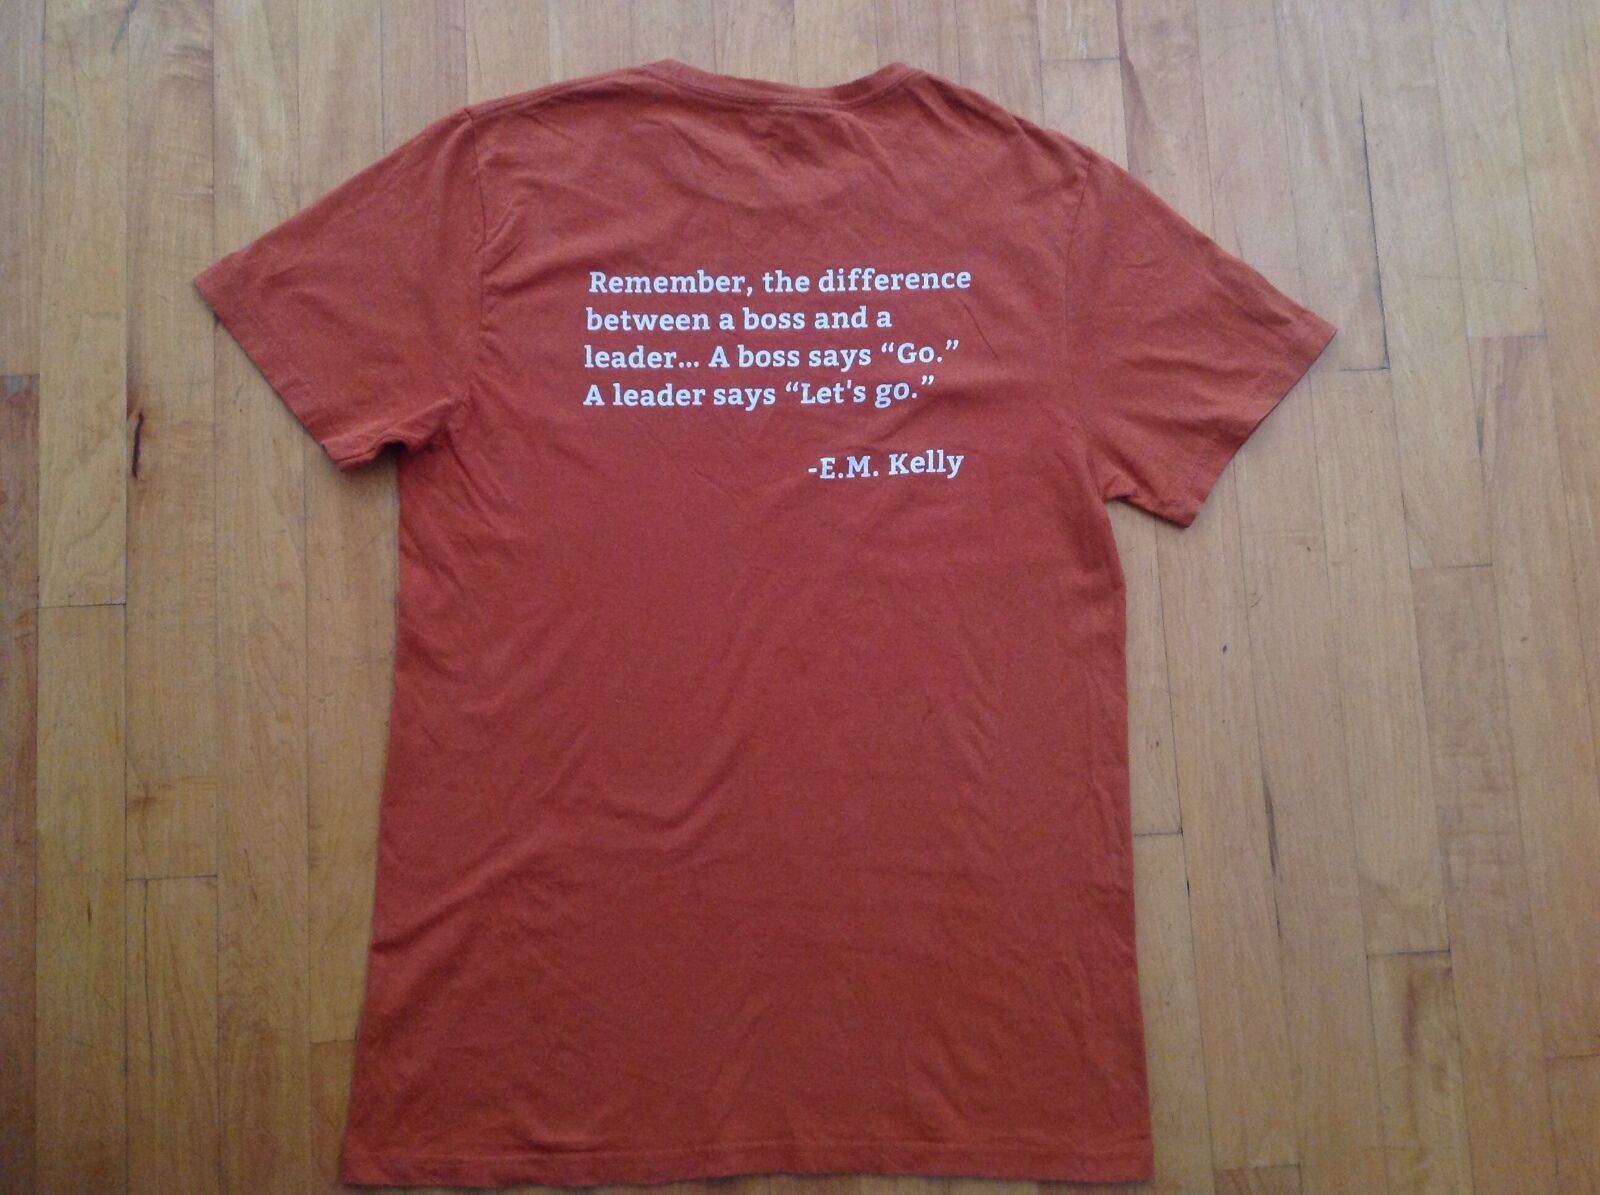 Remember, the difference
between a boss and a
leader... A boss says “Go.”
A leader says “Let's go.”
-E.M. Kelly